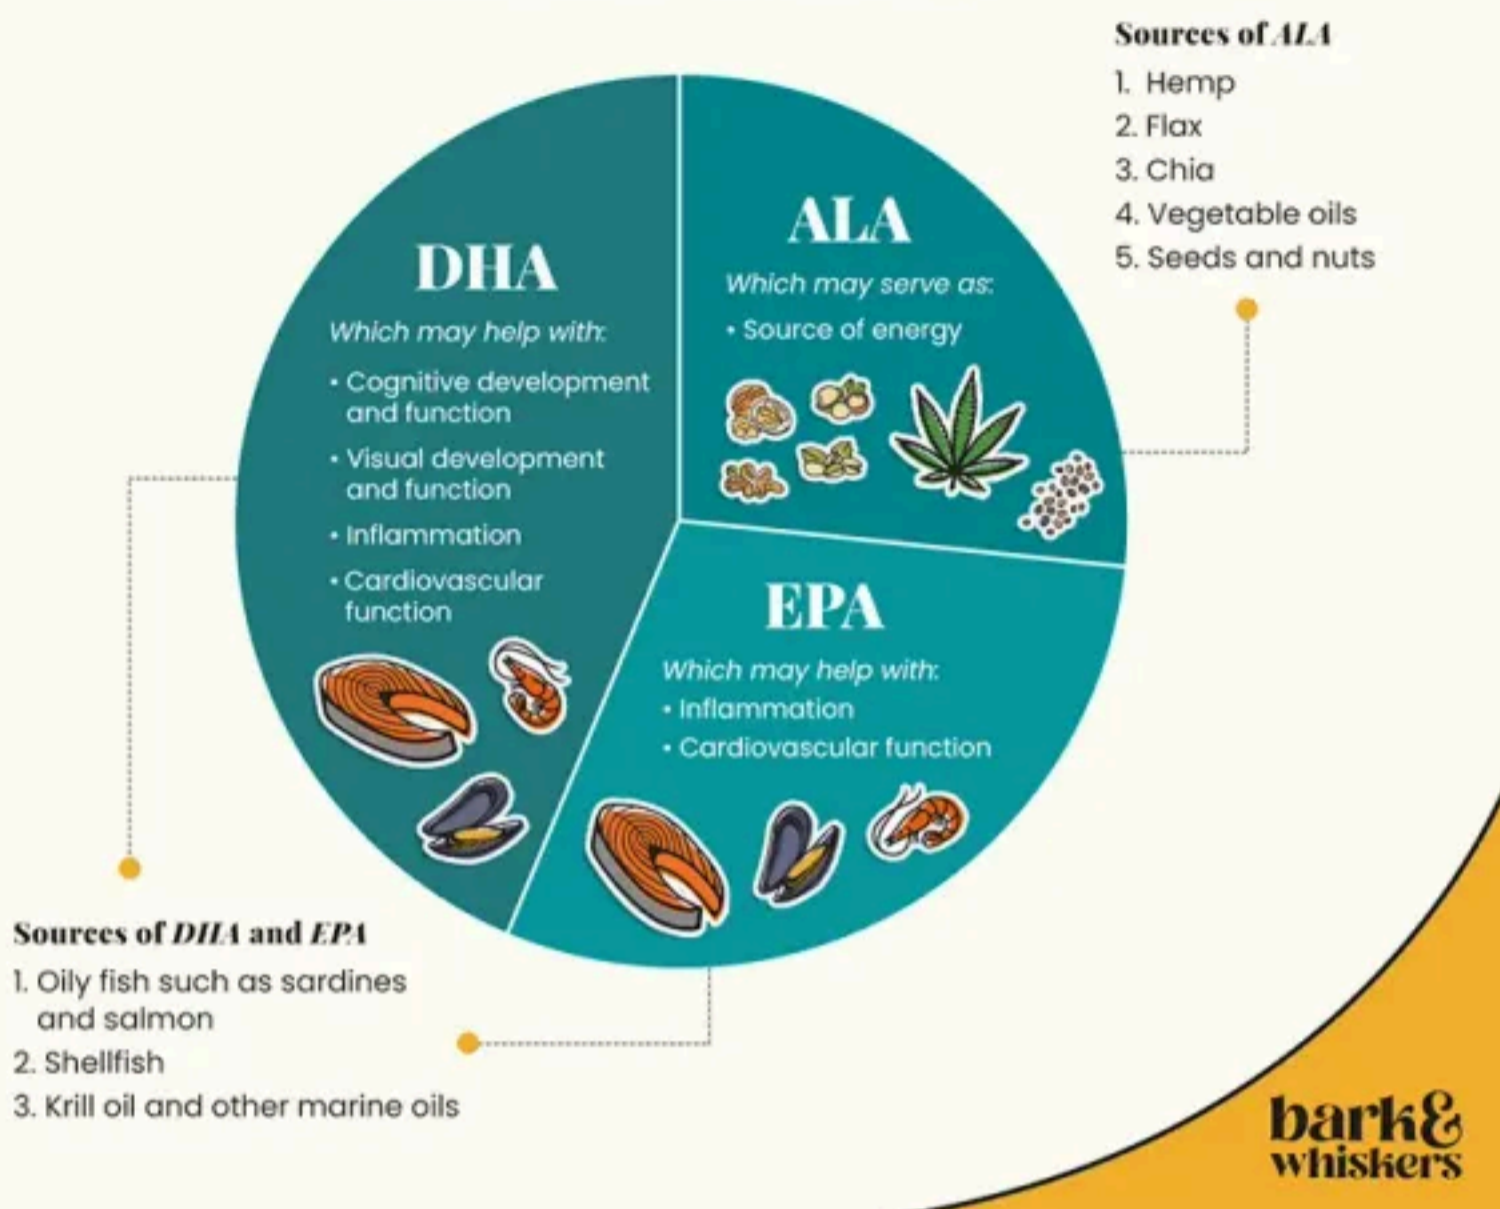 Sources of ALA
1. Hemp
2. Flax
3. Chia
4. Vegetable oils
5. Seeds and nuts
ALA
Which may serve as:
• Source of energy
DHA
Which may help with:
• Cognitive development
and function
• Visual development
and function
• Inflammation
• Cardiovascular
function
EPA
Which may help with:
• Inflammation
• Cardiovascular function
Sources of DHA and EPA
1. Oily fish such as sardines
and salmon
2. Shellfish
3. Krill oil and other marine oils
bark&
whiskers